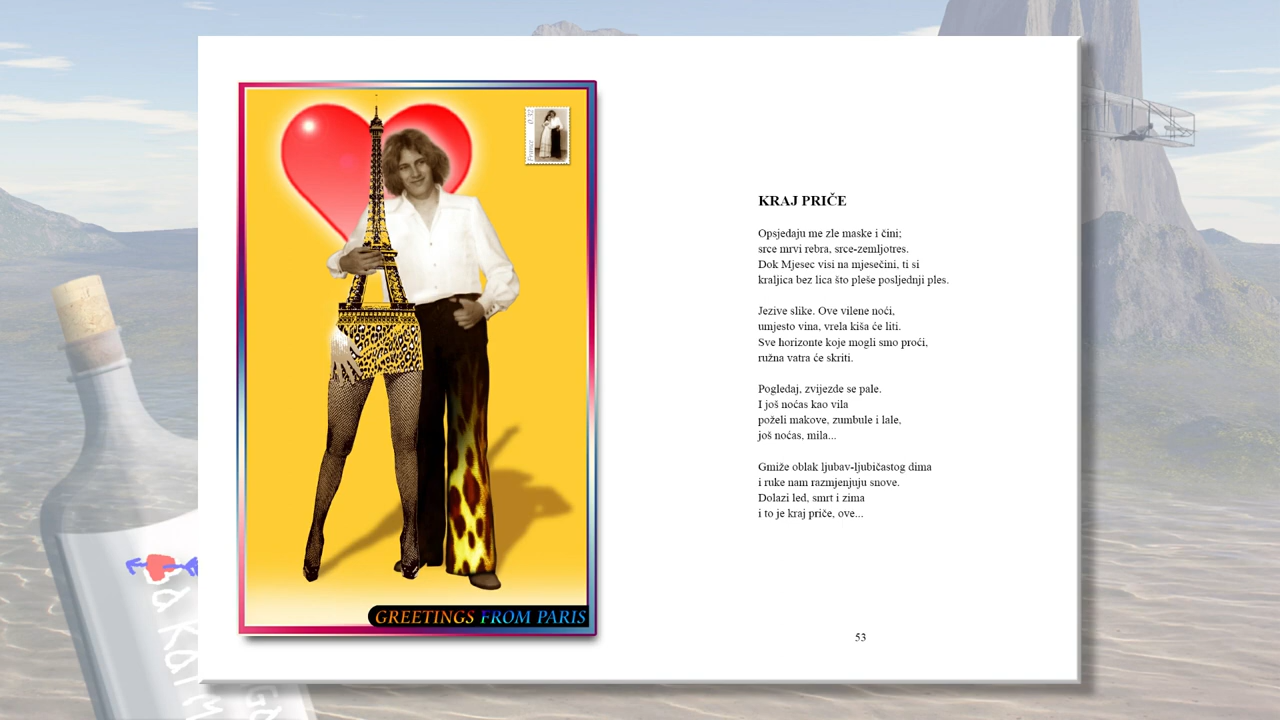 GREETINGS FROM PARIS
KRAJ PRIČE
Opsjedaju me zle maske i čini;
srce mrvi rebra, srce-zemljotres.
Dok Mjesec visi na mjesečini, ti si
kraljica bez lica što pleše posljednji ples.
Jezive slike. Ove vilene noći,
umjesto vina, vrela kiša će liti.
Sve horizonte koje mogli smo proći,
ružna vatra će skriti.
Pogledaj, zvijezde se pale.
I još noćas kao vila
poželi makove, zumbule i lale,
još noćas, mila...
Gmiže oblak ljubav-ljubičastog dima
i ruke nam razmjenjuju snove.
Dolazi led, smrt i zima
i to je kraj priče, ove...
53